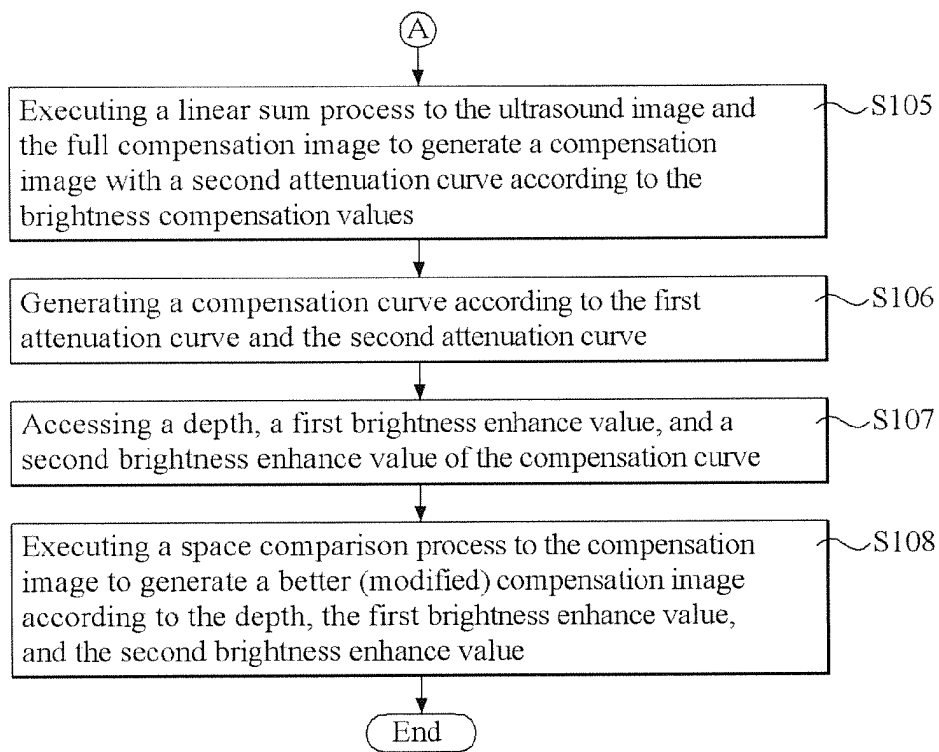 A
Executing a linear sum process to the ultrasound image and
the full compensation image to generate a compensation
image with a second attenuation curve according to the
brightness compensation values
S105
Generating a compensation curve according to the first
attenuation curve and the second attenuation curve
S106
Accessing a depth, a first brightness enhance value, and a
second brightness enhance value of the compensation curve
S107
Executing a space comparison process to the compensation
image to generate a better (modified) compensation image
according to the depth, the first brightness enhance value,
and the second brightness enhance value
S108
End